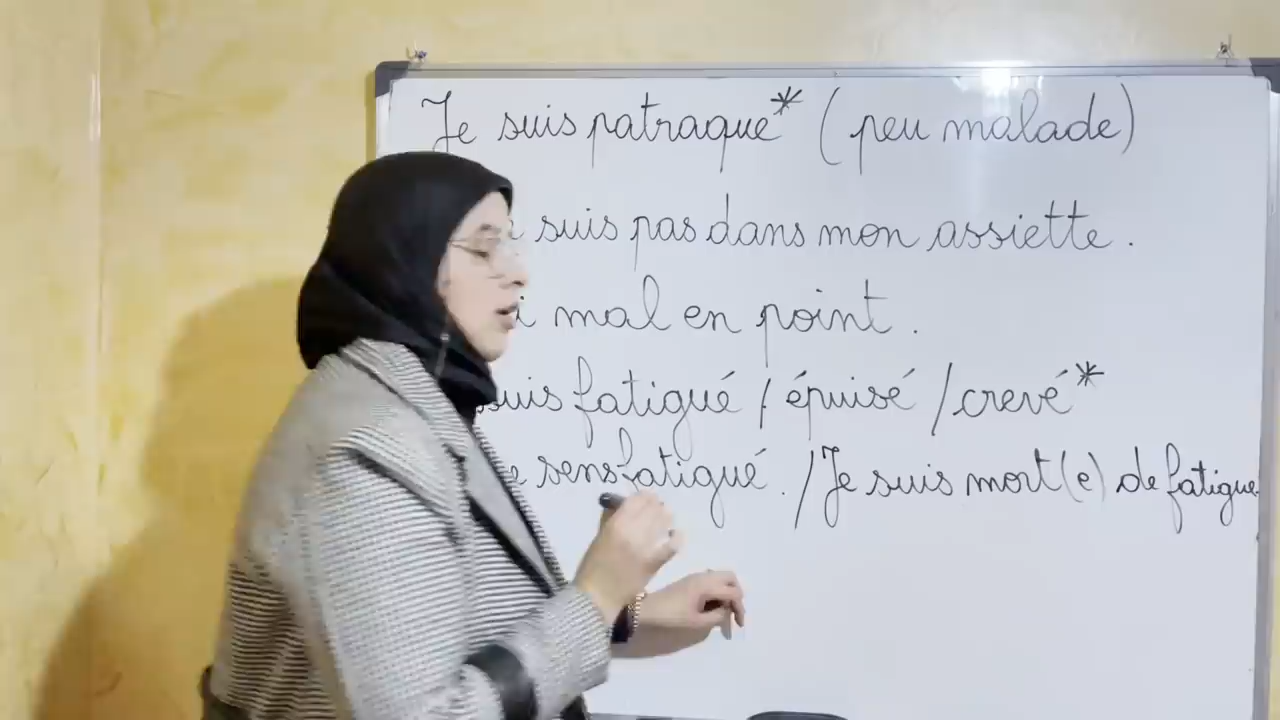 Je suis patraque* (peu malade)
suis pas dans mon assiette.
mal en point.
suis fatigué / épuisé / crevé*
sens fatigué. / Je suis mort(e) de fatigue